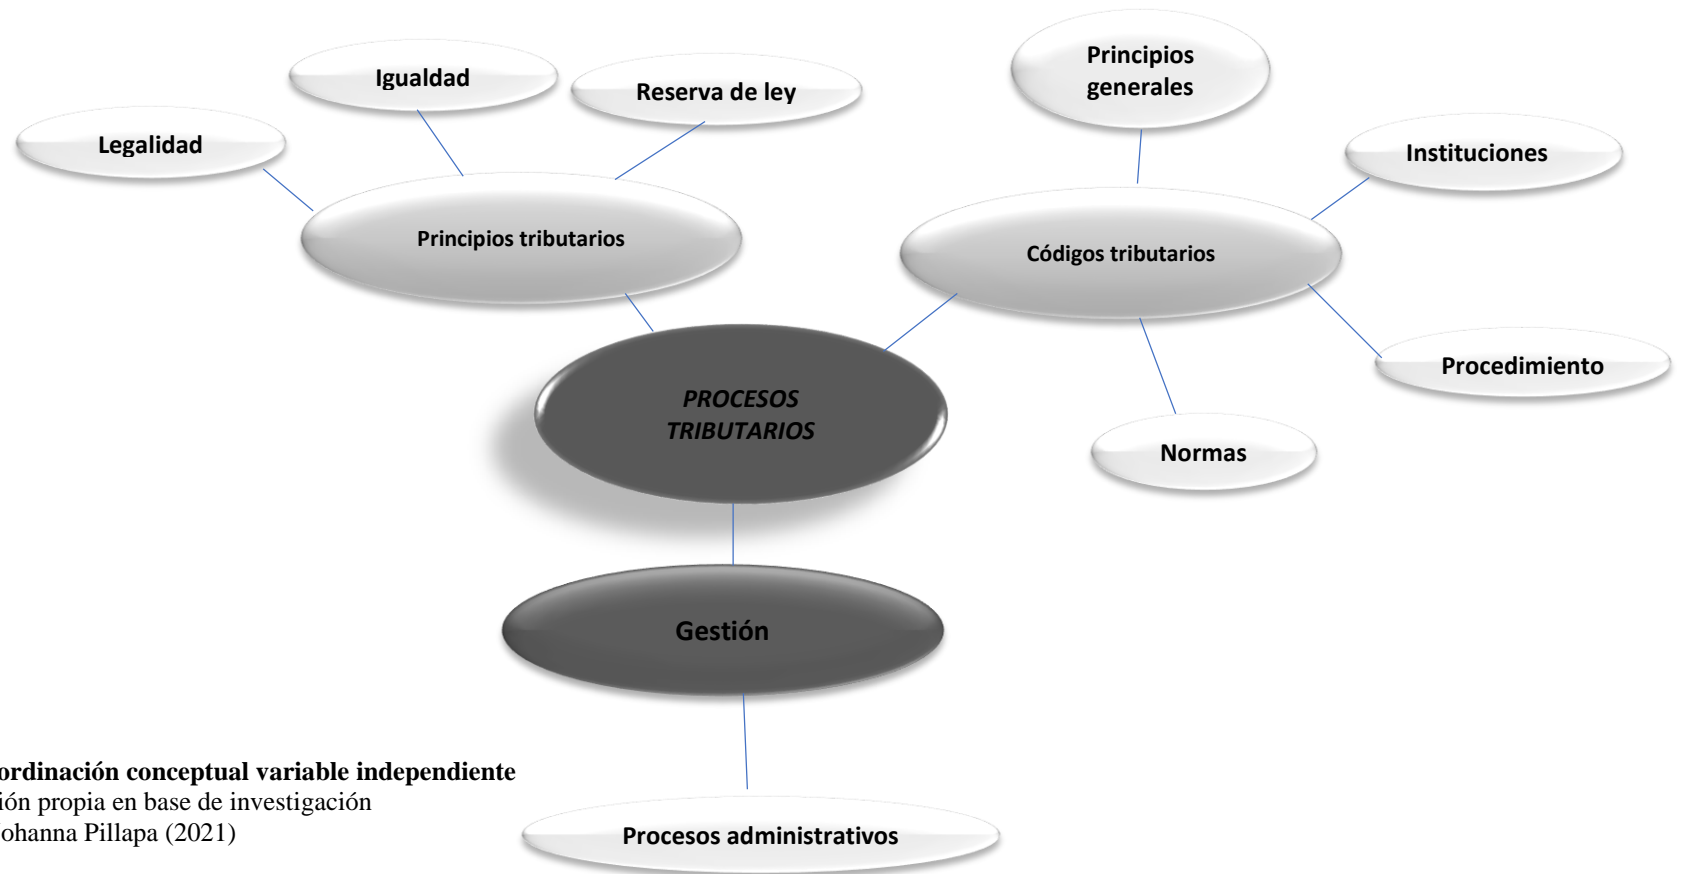 Igualdad
Reserva de ley
Legalidad
Principios tributarios
Principios
generales
Instituciones
Códigos tributarios
Procedimiento
Normas
PROCESOS
TRIBUTARIOS
Gestión
Procesos administrativos
ordinación conceptual variable independiente
ión propia en base de investigación
Johanna Pillapa (2021)